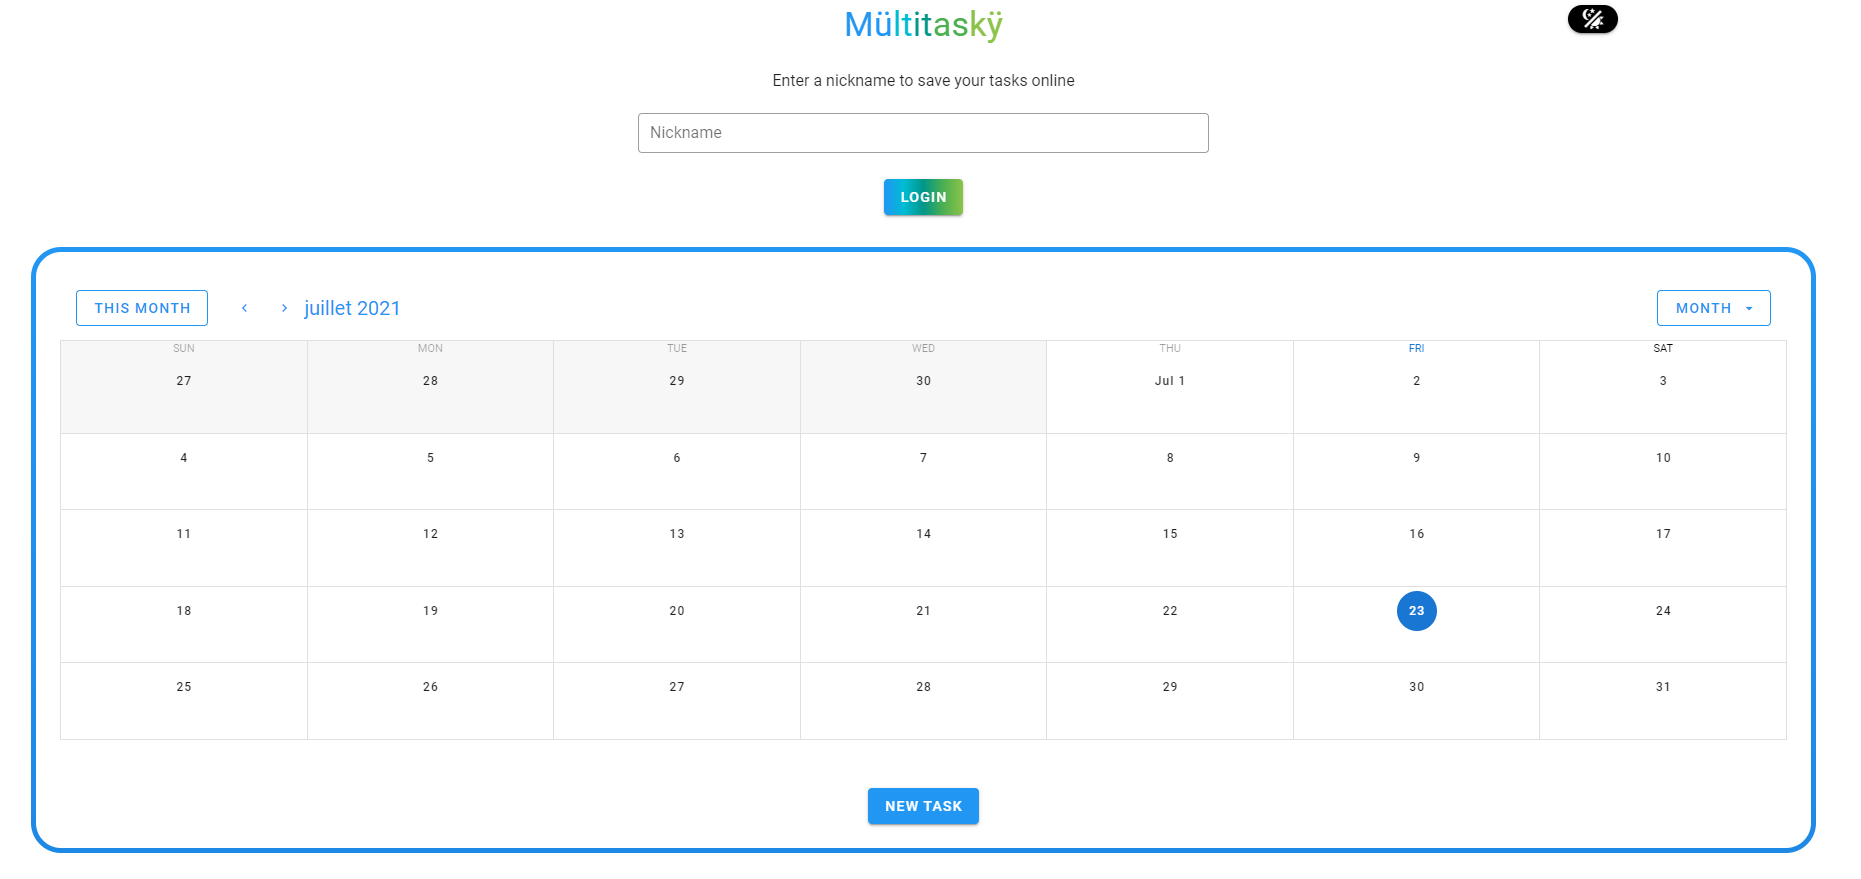 Mültitaskÿ
Enter a nickname to save your tasks online
Nickname
LOGIN
THIS MONTH juillet 2021 MONTH
SUN MON TUE WED THU FRI SAT
27 28 29 30 Jul 1 2 3
4 5 6 7 8 9 10
11 12 13 14 15 16 17
18 19 20 21 22 23 24
25 26 27 28 29 30 31
NEW TASK